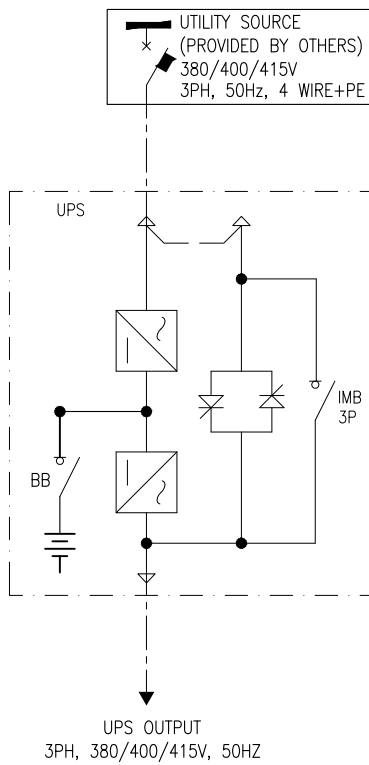 UTILITY SOURCE
(PROVIDED BY OTHERS)
380/400/415V
3PH, 50Hz, 4 WIRE+PE
UPS
IMB
3P
BB
UPS OUTPUT
3PH, 380/400/415V, 50HZ